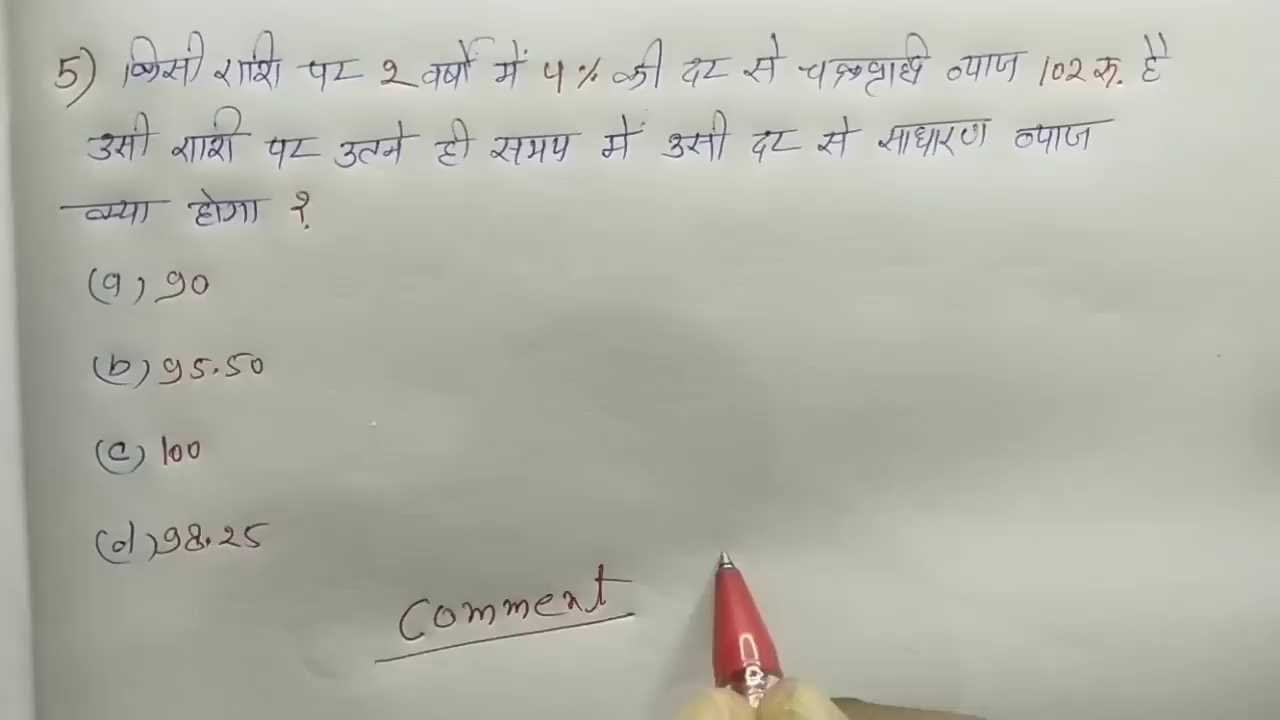 5) किसी राशि पर 2 वर्षों में 4% की दर से चक्रवृद्धि ब्याज 102 रु. है
उसी राशि पर उतने ही समय में उसी दर से साधारण ब्याज
क्या होगा ?
(a) 90
(b) 95.50
(c) 100
(d) 98.25
Comment